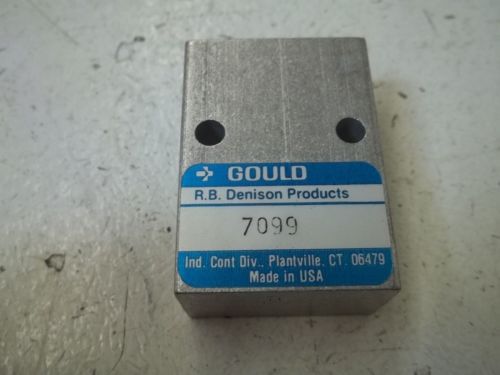 GOULD
R.B. Denison Products
7099
Ind. Cont Div., Plantville, CT. 06479
Made in USA